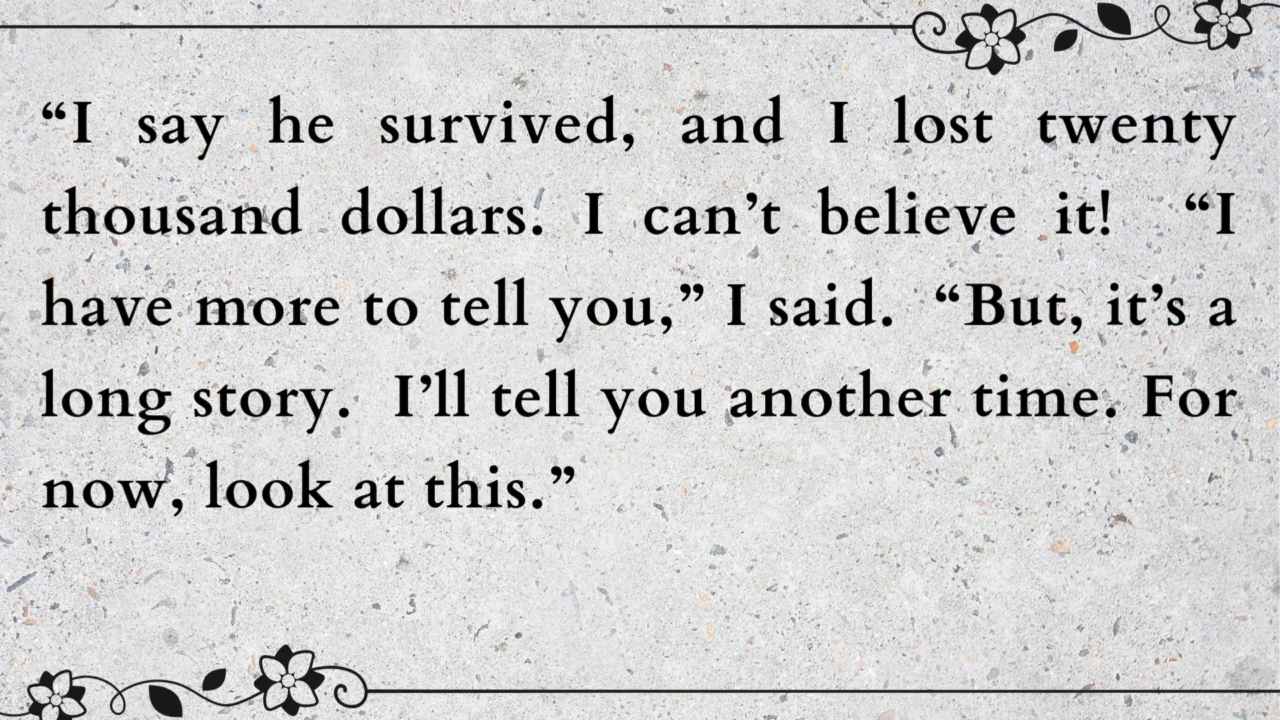 “I say he survived, and I lost twenty
thousand dollars. I can’t believe it!  “I
have more to tell you,” I said.  “But, it’s a
long story.  I’ll tell you another time. For
now, look at this.”